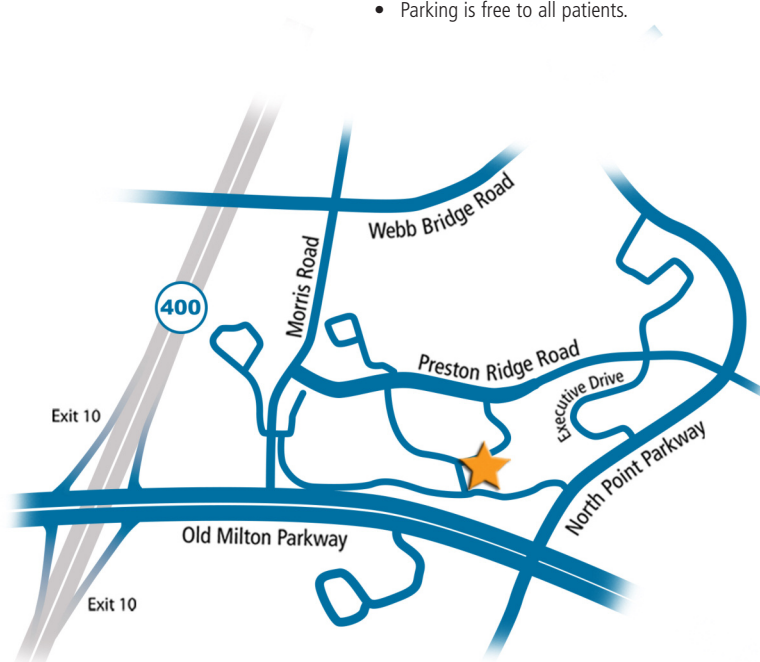 • Parking is free to all patients.
Webb Bridge Road
Morris Road
400
Preston Ridge Road
Executive Drive
Exit 10
North Point Parkway
Old Milton Parkway
Exit 10